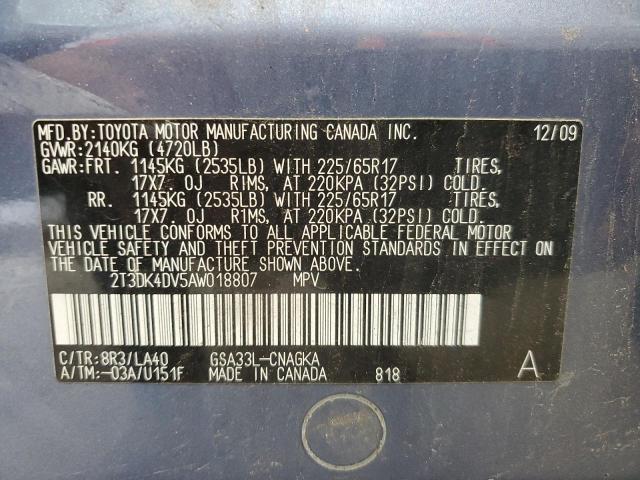 MFD.BY:TOYOTA MOTOR MANUFACTURING CANADA INC. 12/09
GVWR:2140KG (4720LB)
GAWR:FRT. 1145KG (2535LB) WITH 225/65R17 TIRES,
17X7. 0J RIMS, AT 220KPA (32PSI) COLD.
RR. 1145KG (2535LB) WITH 225/65R17 TIRES,
17X7. 0J RIMS, AT 220KPA (32PSI) COLD.
THIS VEHICLE CONFORMS TO ALL APPLICABLE FEDERAL MOTOR
VEHICLE SAFETY AND THEFT PREVENTION STANDARDS IN EFFECT ON
THE DATE OF MANUFACTURE SHOWN ABOVE.
2T3DK4DV5AW018807 MPV
C/TR:8R3/LA40 GSA33L-CNAGKA
A/TM:-03A/U151F MADE IN CANADA 818 A